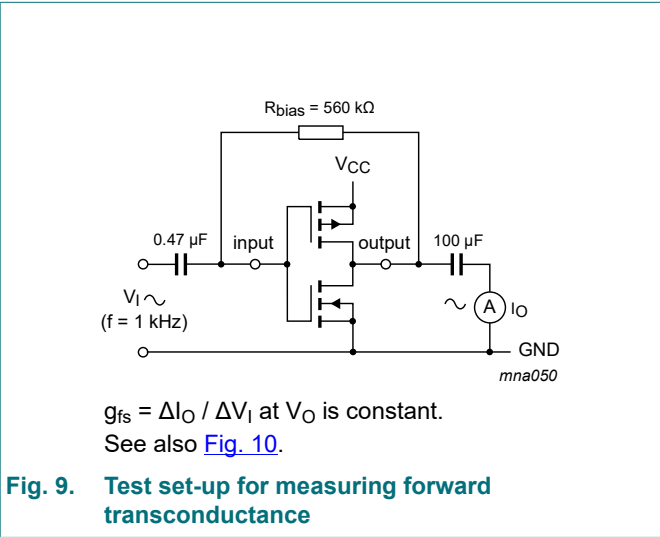 Rbias = 560 kΩ
VCC
0.47 µF
input
output
100 µF
VI
(f = 1 kHz)
A
IO
GND
mna050
gfs = ΔIO / ΔVI at VO is constant.
See also Fig. 10.
Fig. 9. Test set-up for measuring forward
transconductance